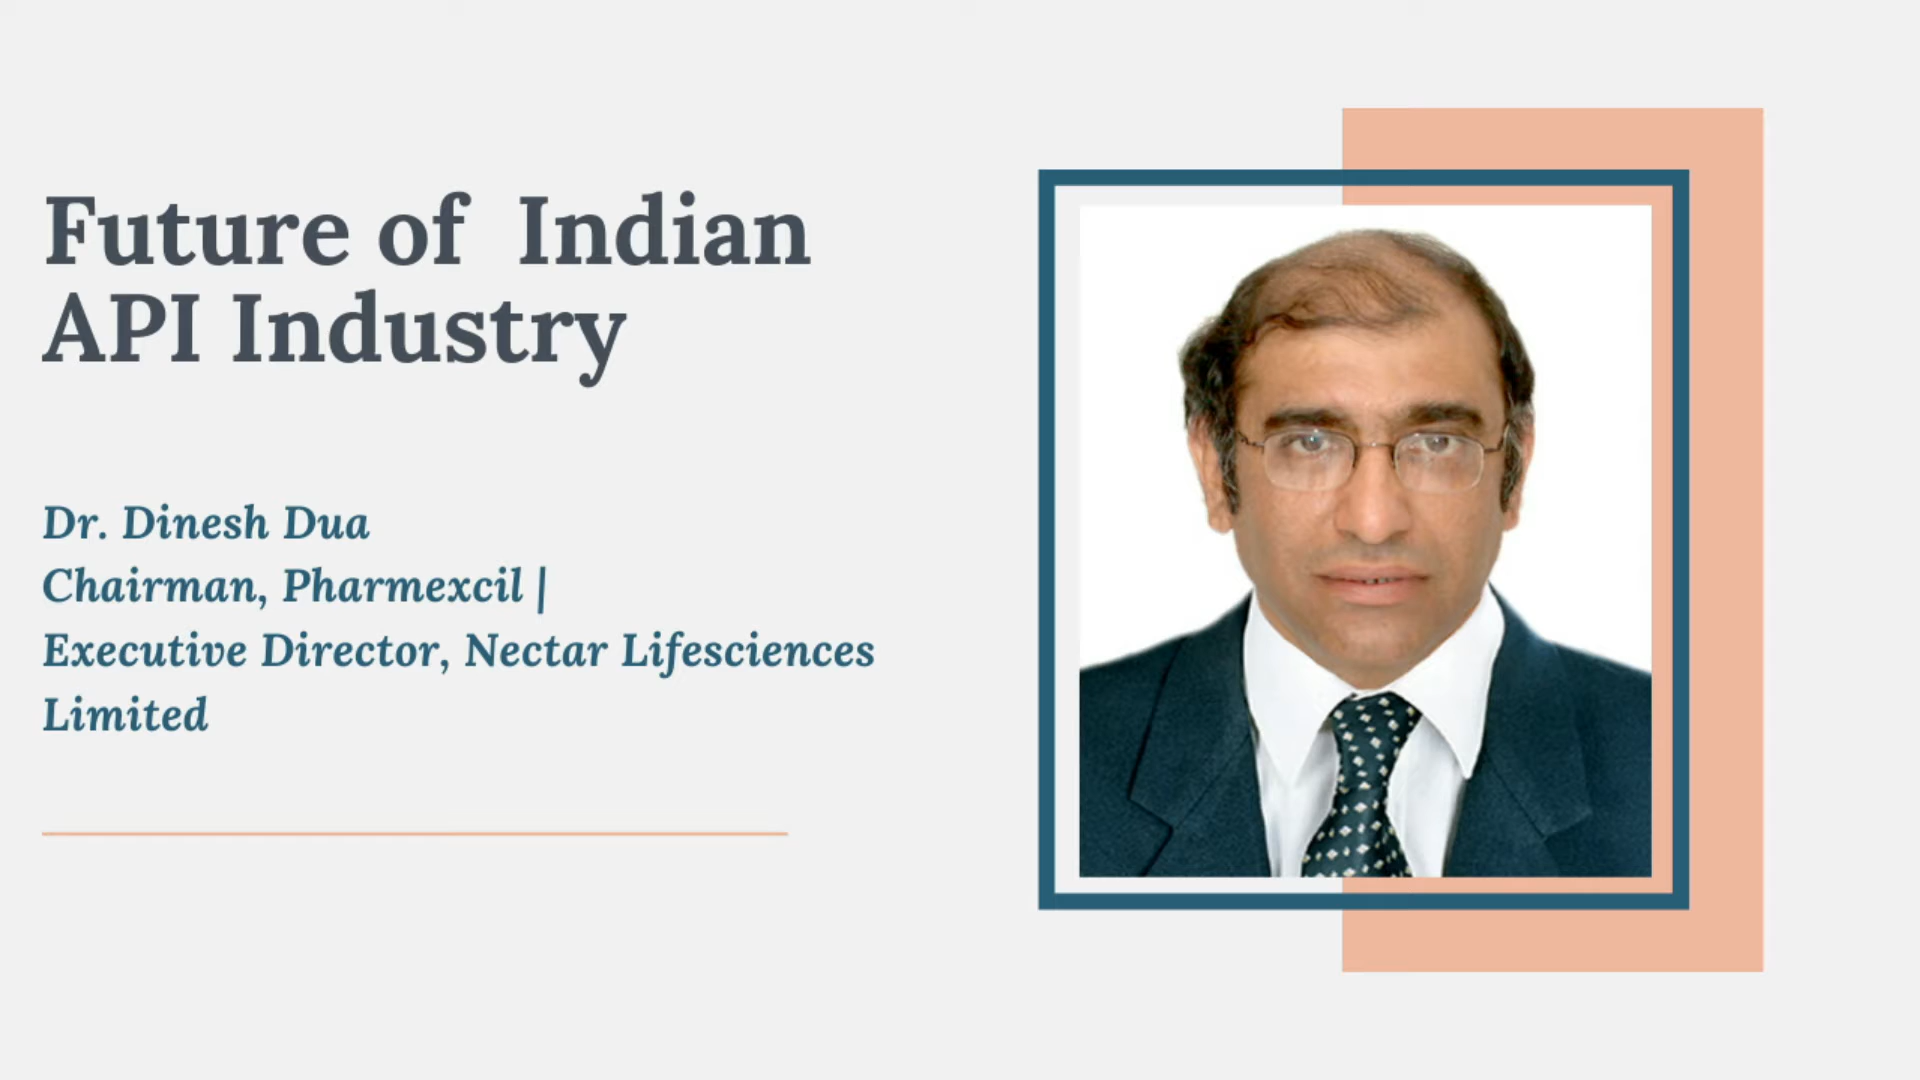 Future of  Indian
API Industry
Dr. Dinesh Dua
Chairman, Pharmexcil |
Executive Director, Nectar Lifesciences
Limited